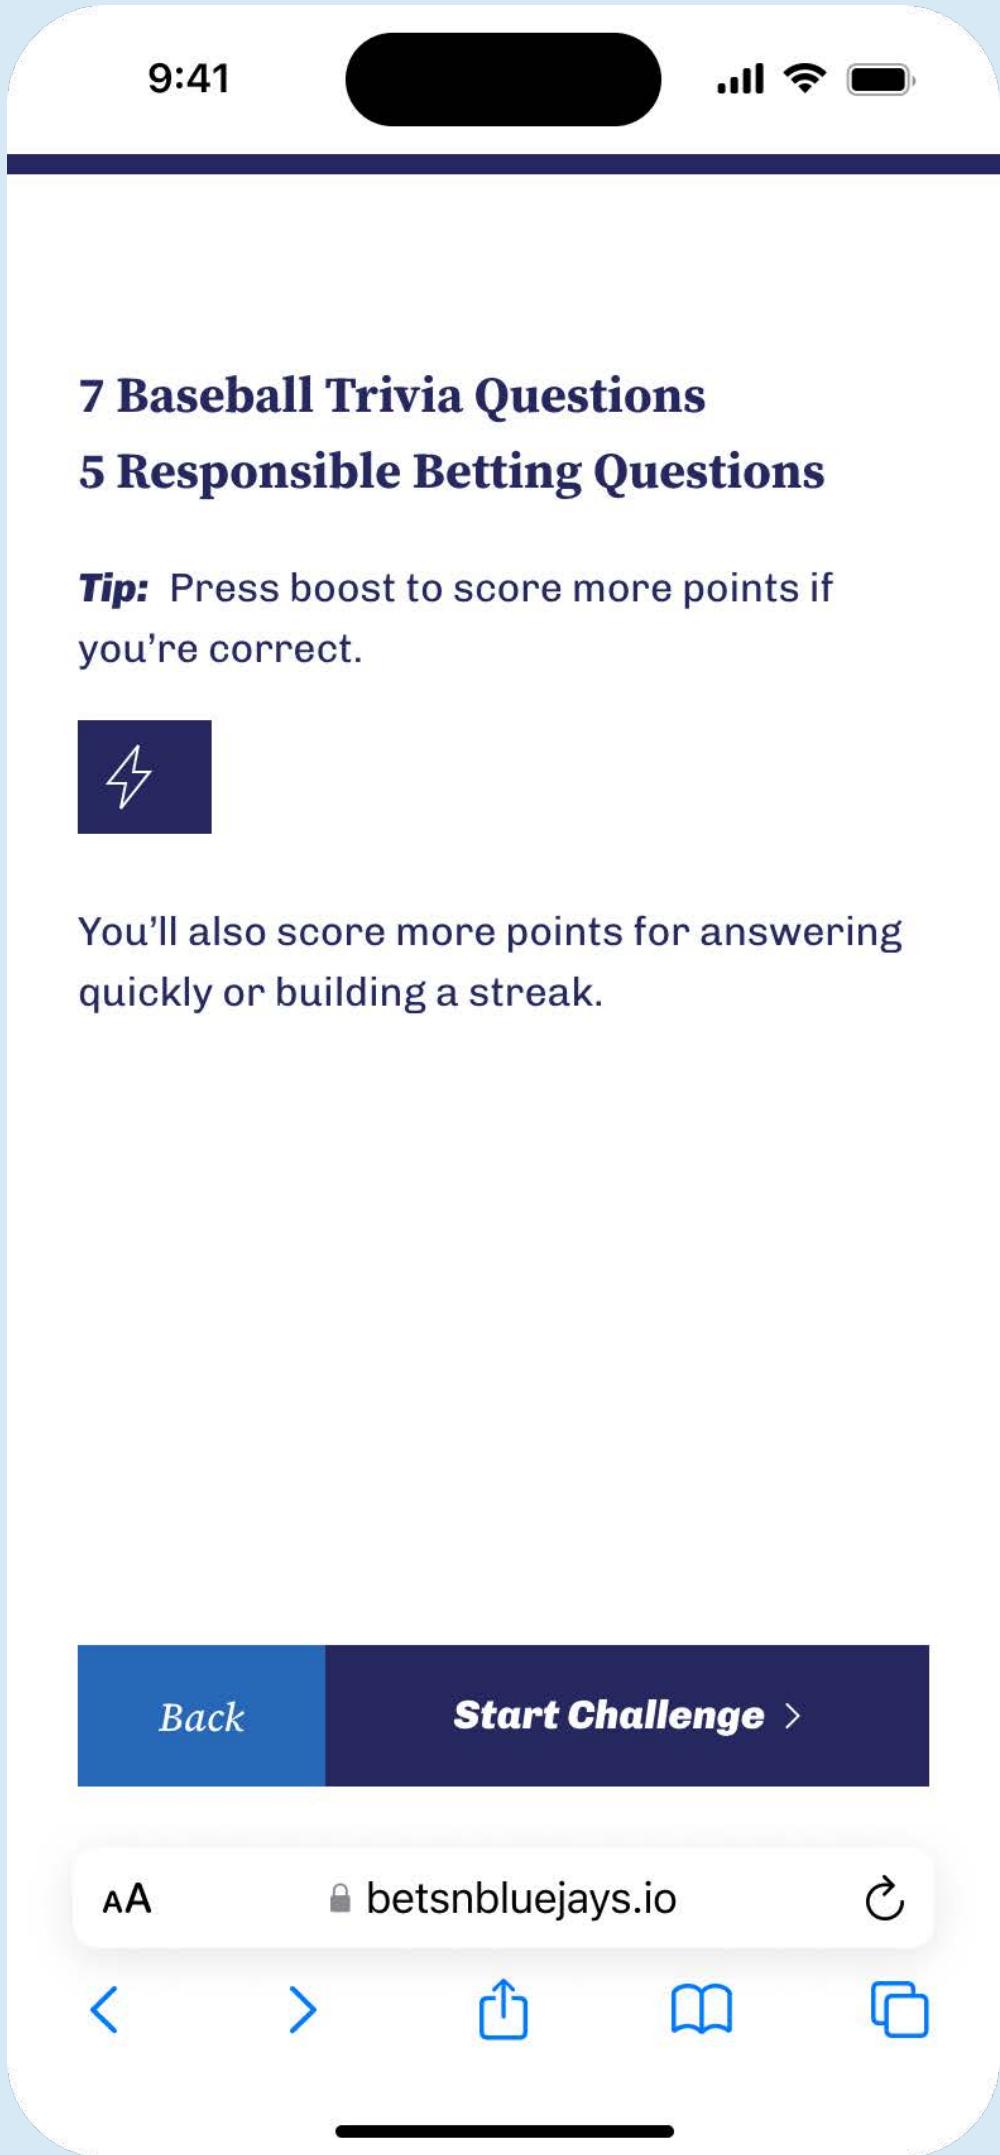 9:41
7 Baseball Trivia Questions
5 Responsible Betting Questions
Tip: Press boost to score more points if
you’re correct.
You’ll also score more points for answering
quickly or building a streak.
Back
Start Challenge >
AA
betsnbluejays.io